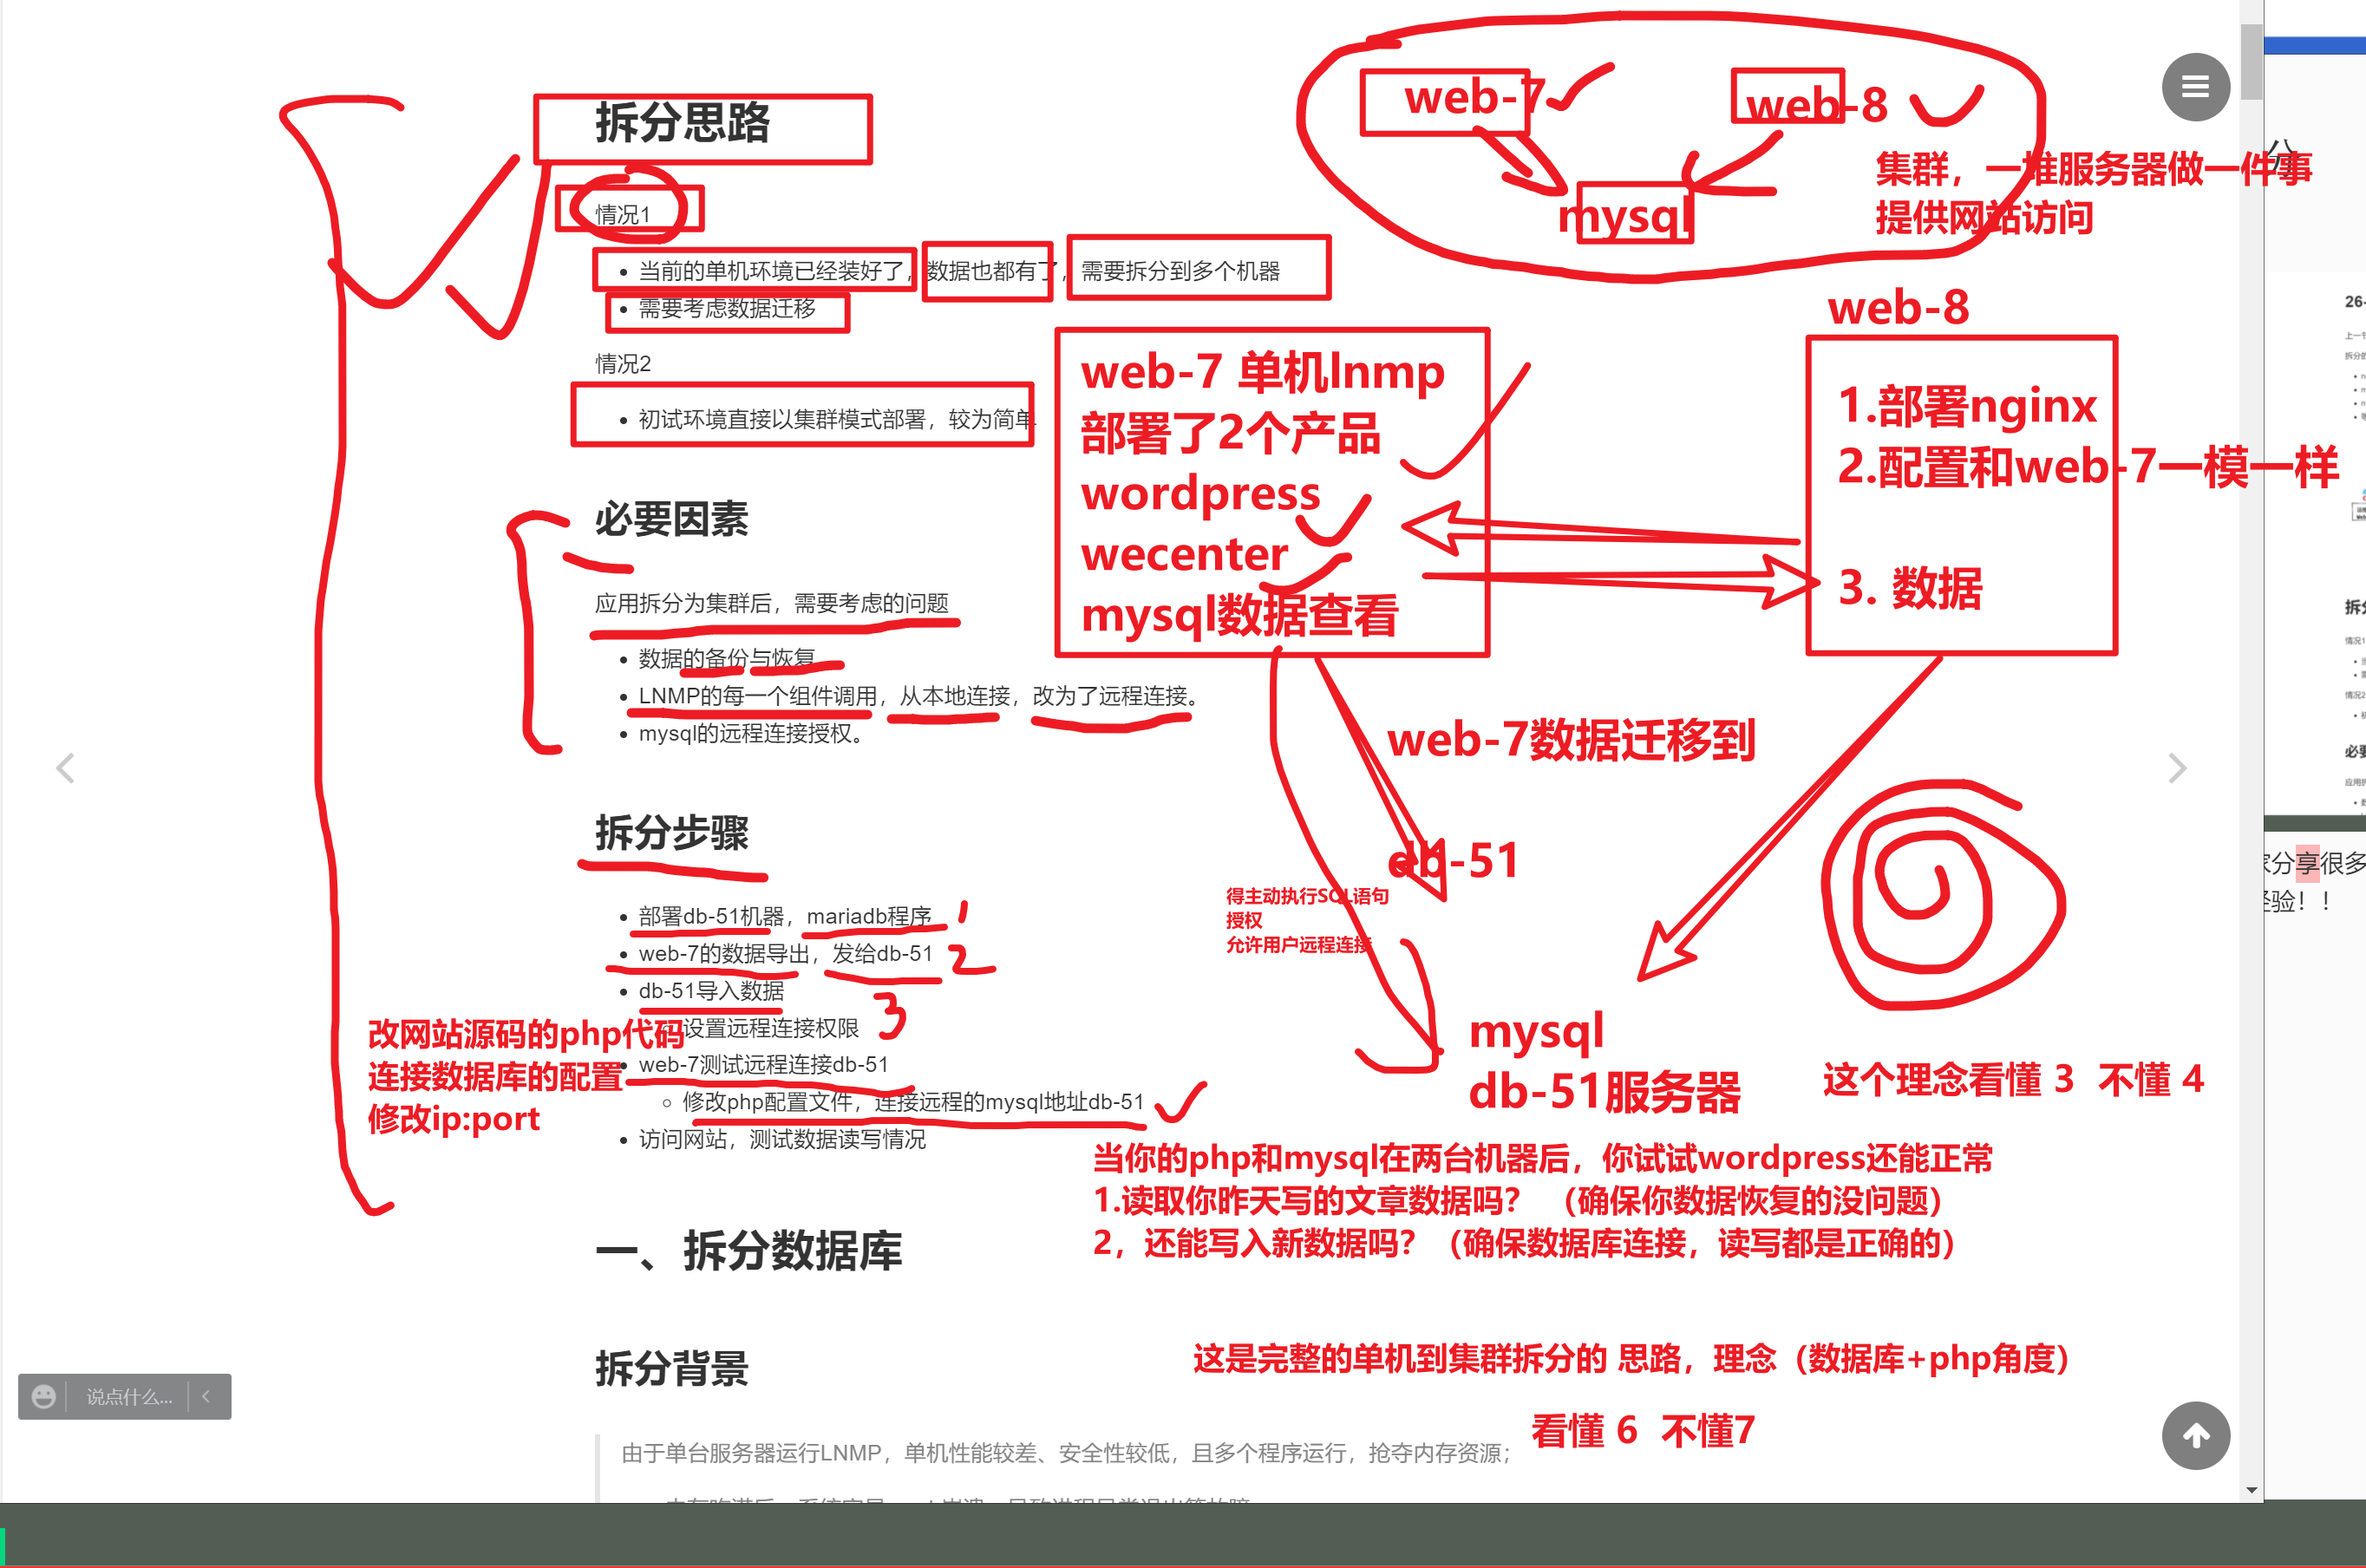 拆分思路
情况1
当前的单机环境已经装好了，数据也都有了，需要拆分到多个机器
需要考虑数据迁移
情况2
初试环境直接以集群模式部署，较为简单
必要因素
应用拆分为集群后，需要考虑的问题
数据的备份与恢复
LNMP的每一个组件调用，从本地连接，改为了远程连接。
mysql的远程连接授权。
拆分步骤
部署db-51机器，mariadb程序
web-7的数据导出，发给db-51
db-51导入数据
设置远程连接权限
web-7测试远程连接db-51
修改php配置文件，连接远程的mysql地址db-51
访问网站，测试数据读写情况
改网站源码的php代码
连接数据库的配置
修改ip:port
一、拆分数据库
拆分背景
由于单台服务器运行LNMP，单机性能较差、安全性较低，且多个程序运行，抢夺内存资源；
说点什么...
web-7
web-8
mysql
集群，一堆服务器做一件事
提供网站访问
web-7 单机lnmp
部署了2个产品
wordpress
wecenter
mysql数据查看
web-8
1.部署nginx
2.配置和web-7一模一样
3. 数据
web-7数据迁移到
db-51
得主动执行SQL语句
授权
允许用户远程连接
1
2
3
mysql
db-51服务器
这个理念看懂 3 不懂 4
当你的php和mysql在两台机器后，你试试wordpress还能正常
1.读取你昨天写的文章数据吗？ （确保你数据恢复的没问题）
2，还能写入新数据吗？（确保数据库连接，读写都是正确的）
这是完整的单机到集群拆分的 思路，理念（数据库+php角度）
看懂 6 不懂7
分享很多
验！！